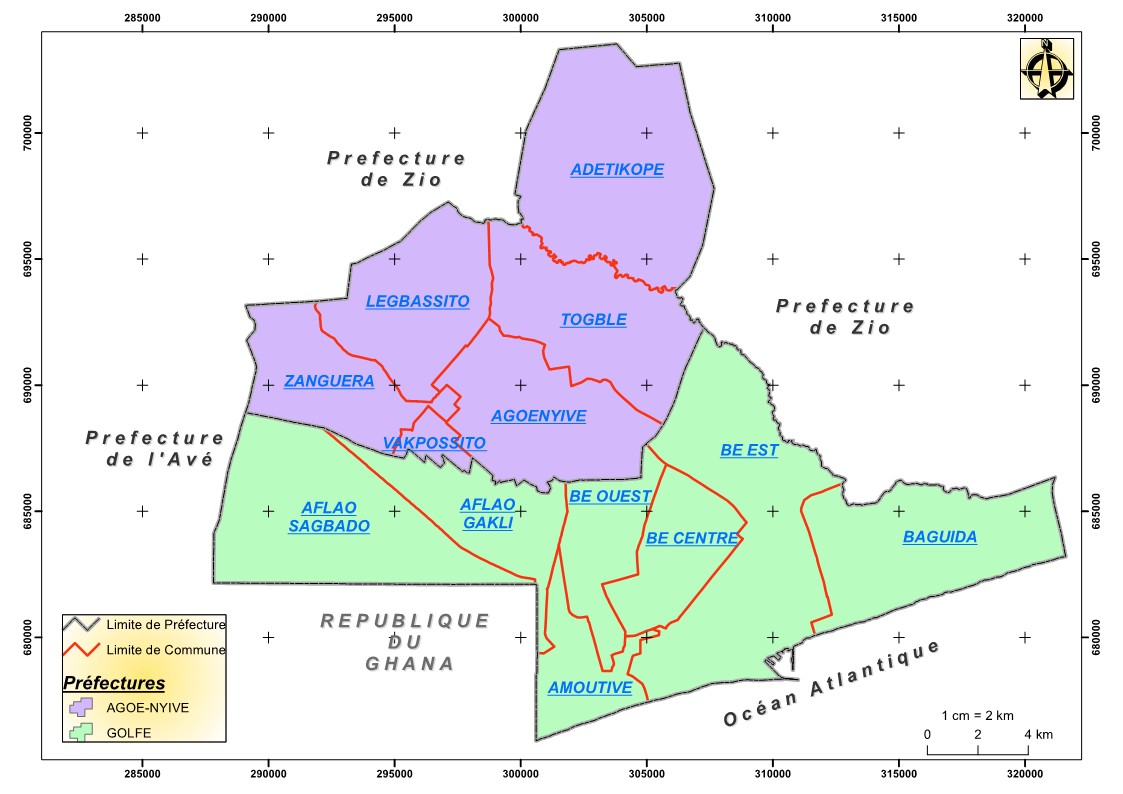 285000 290000 295000 300000 305000 310000 315000 320000
N
700000 700000
Prefecture
de Zio
ADETIKOPE
695000 695000
LEGBASSITO
TOGBLE
Prefecture
de Zio
690000 690000
ZANGUERA
AGOENYIVE
VAKPOSSITO
Prefecture
de l'Avé
BE EST
BE OUEST
685000 685000
AFLAO
SAGBADO
AFLAO
GAKLI
BE CENTRE
BAGUIDA
REPUBLIQUE
DU
GHANA
680000 680000
AMOUTIVE
Océan Atlantique
Limite de Préfecture
Limite de Commune
Préfectures
AGOE-NYIVE
GOLFE
1 cm = 2 km
0 2 4 km
285000 290000 295000 300000 305000 310000 315000 320000